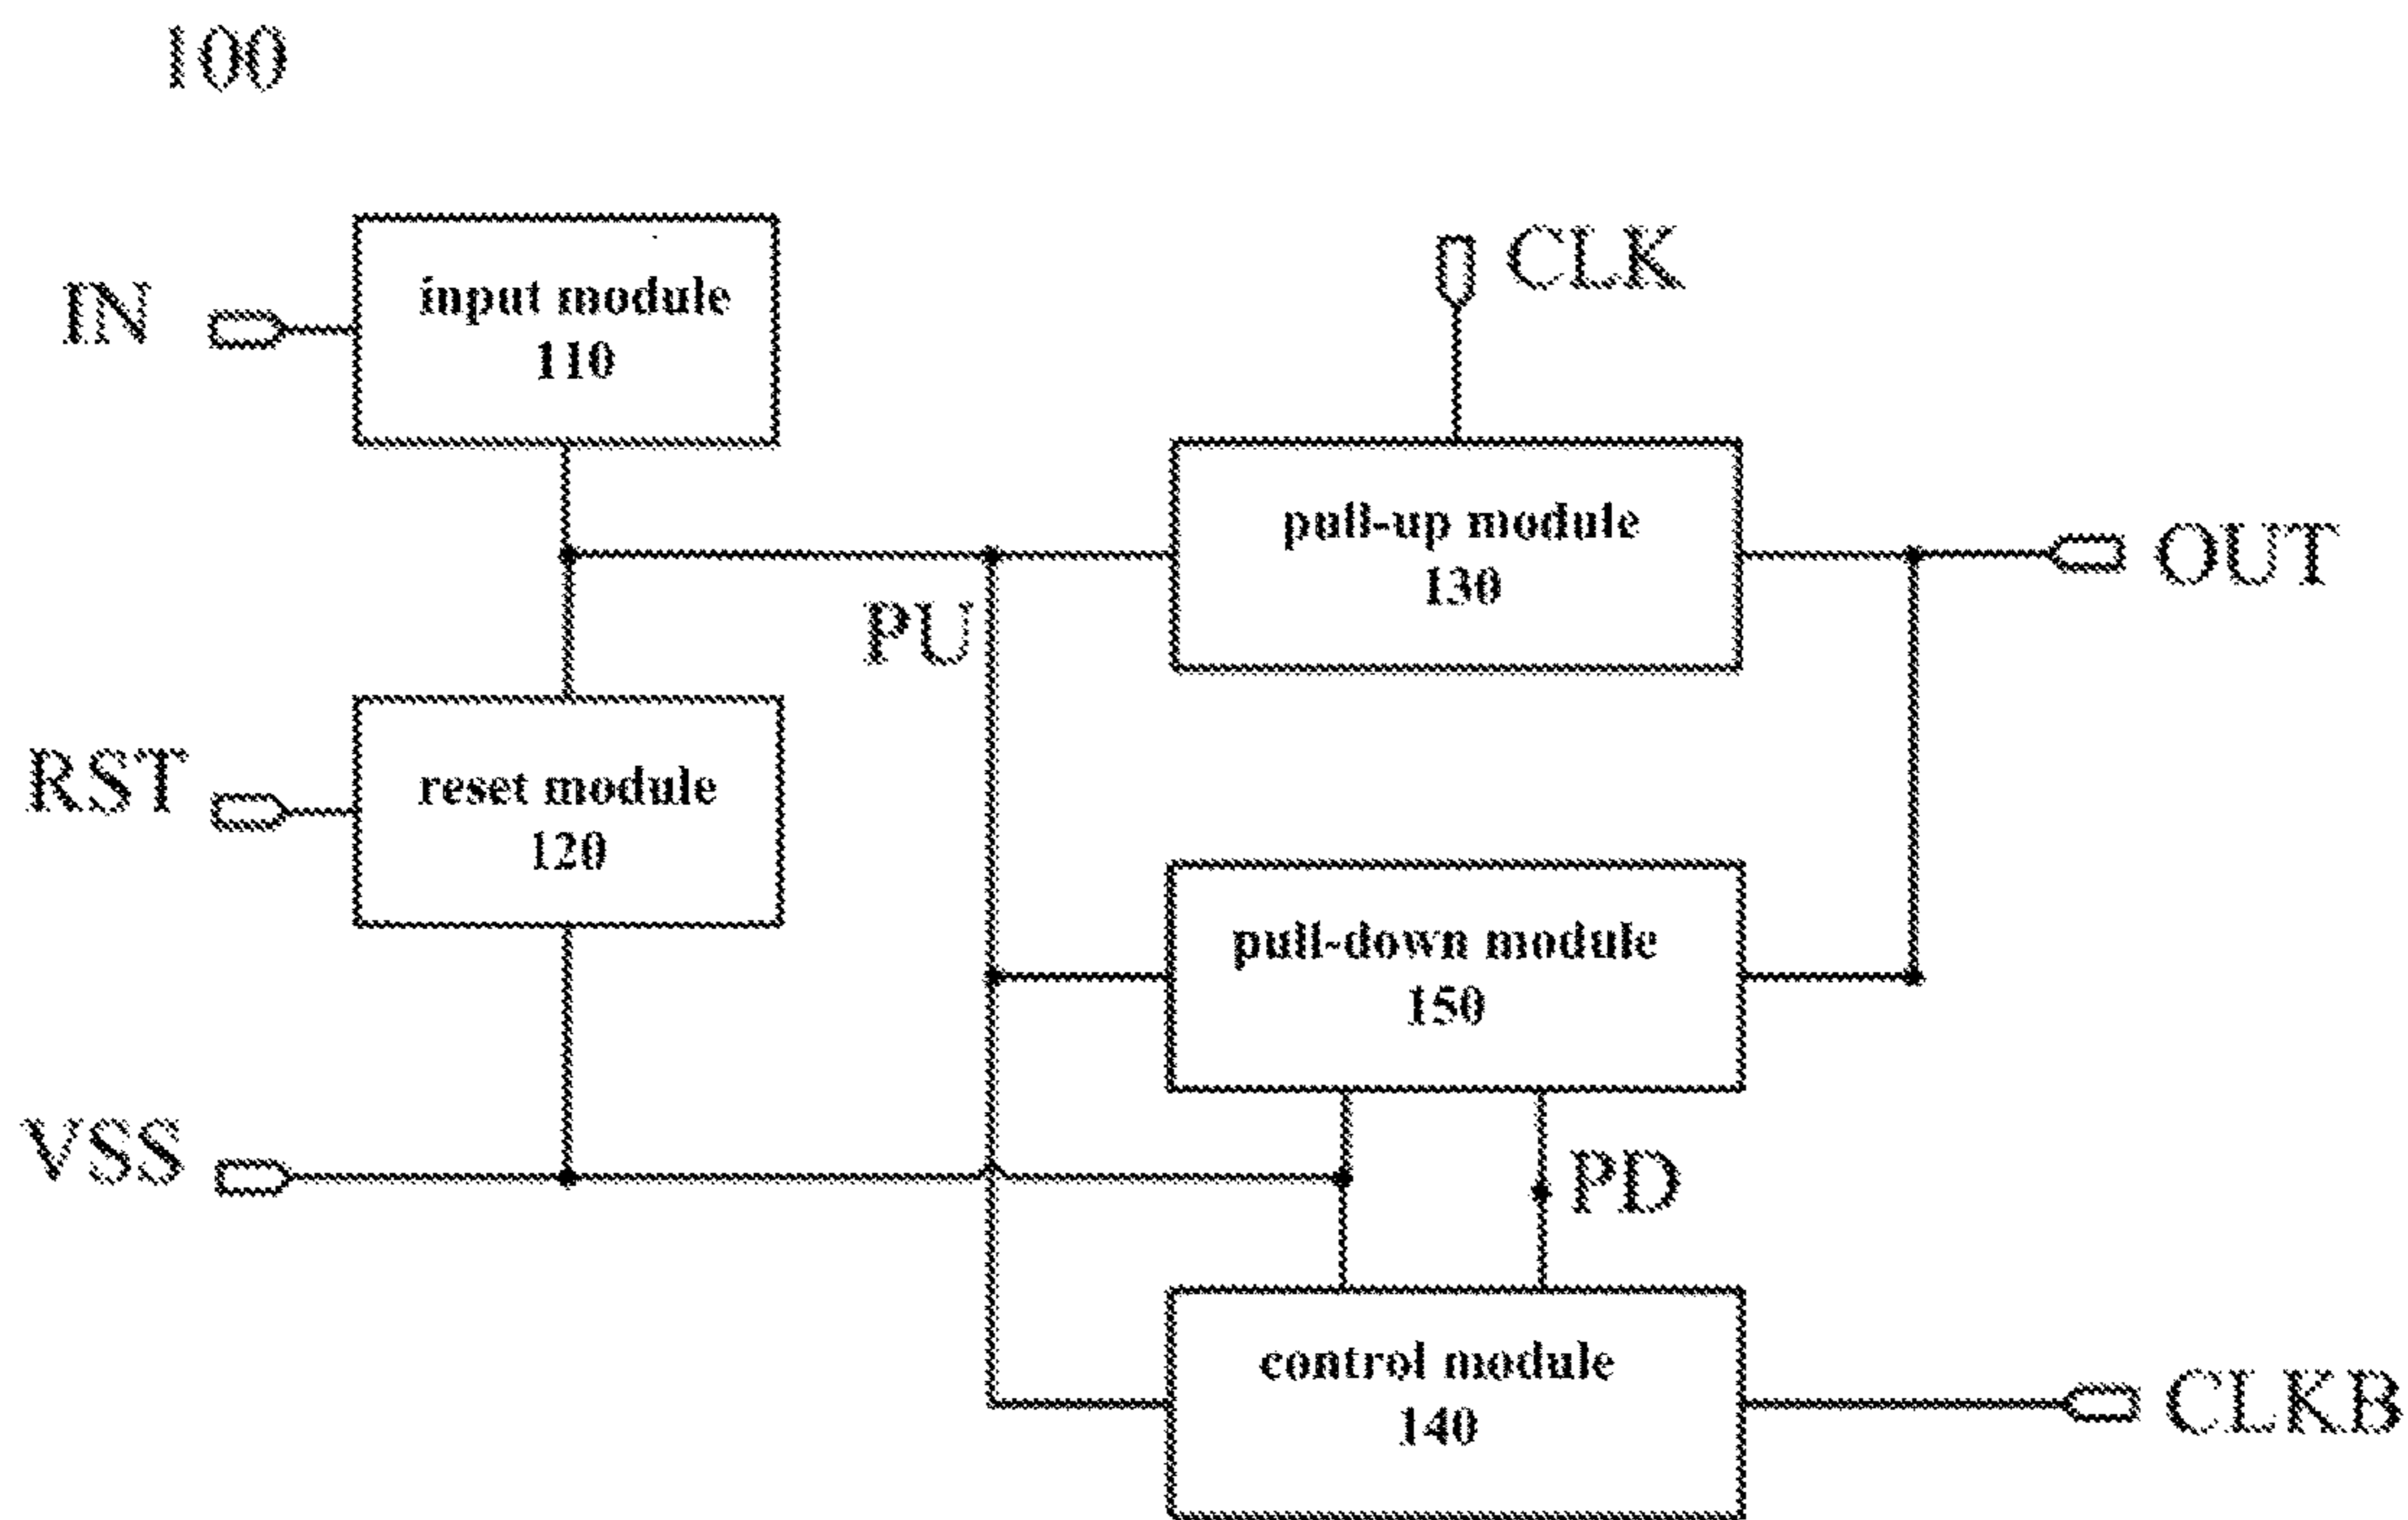 100
IN
input module
110
CLK
pull-up module
130
OUT
PU
RST
reset module
120
pull-down module
150
VSS
PD
control module
140
CLKB